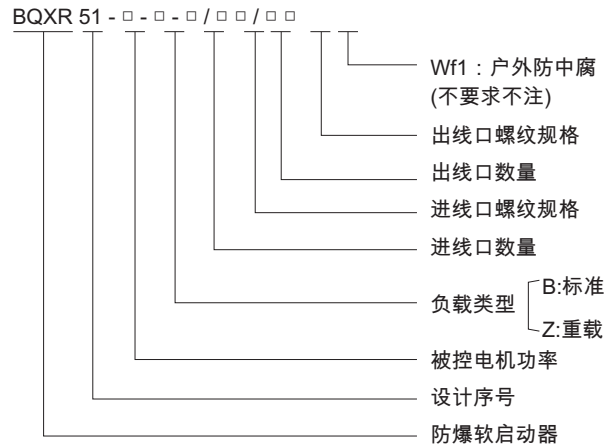 BQXR 51 - □ - □ - □ / □ □ / □ □
Wf1：户外防中腐
(不要求不注)
出线口螺纹规格
出线口数量
进线口螺纹规格
进线口数量
负载类型
B:标准
Z:重载
被控电机功率
设计序号
防爆软启动器